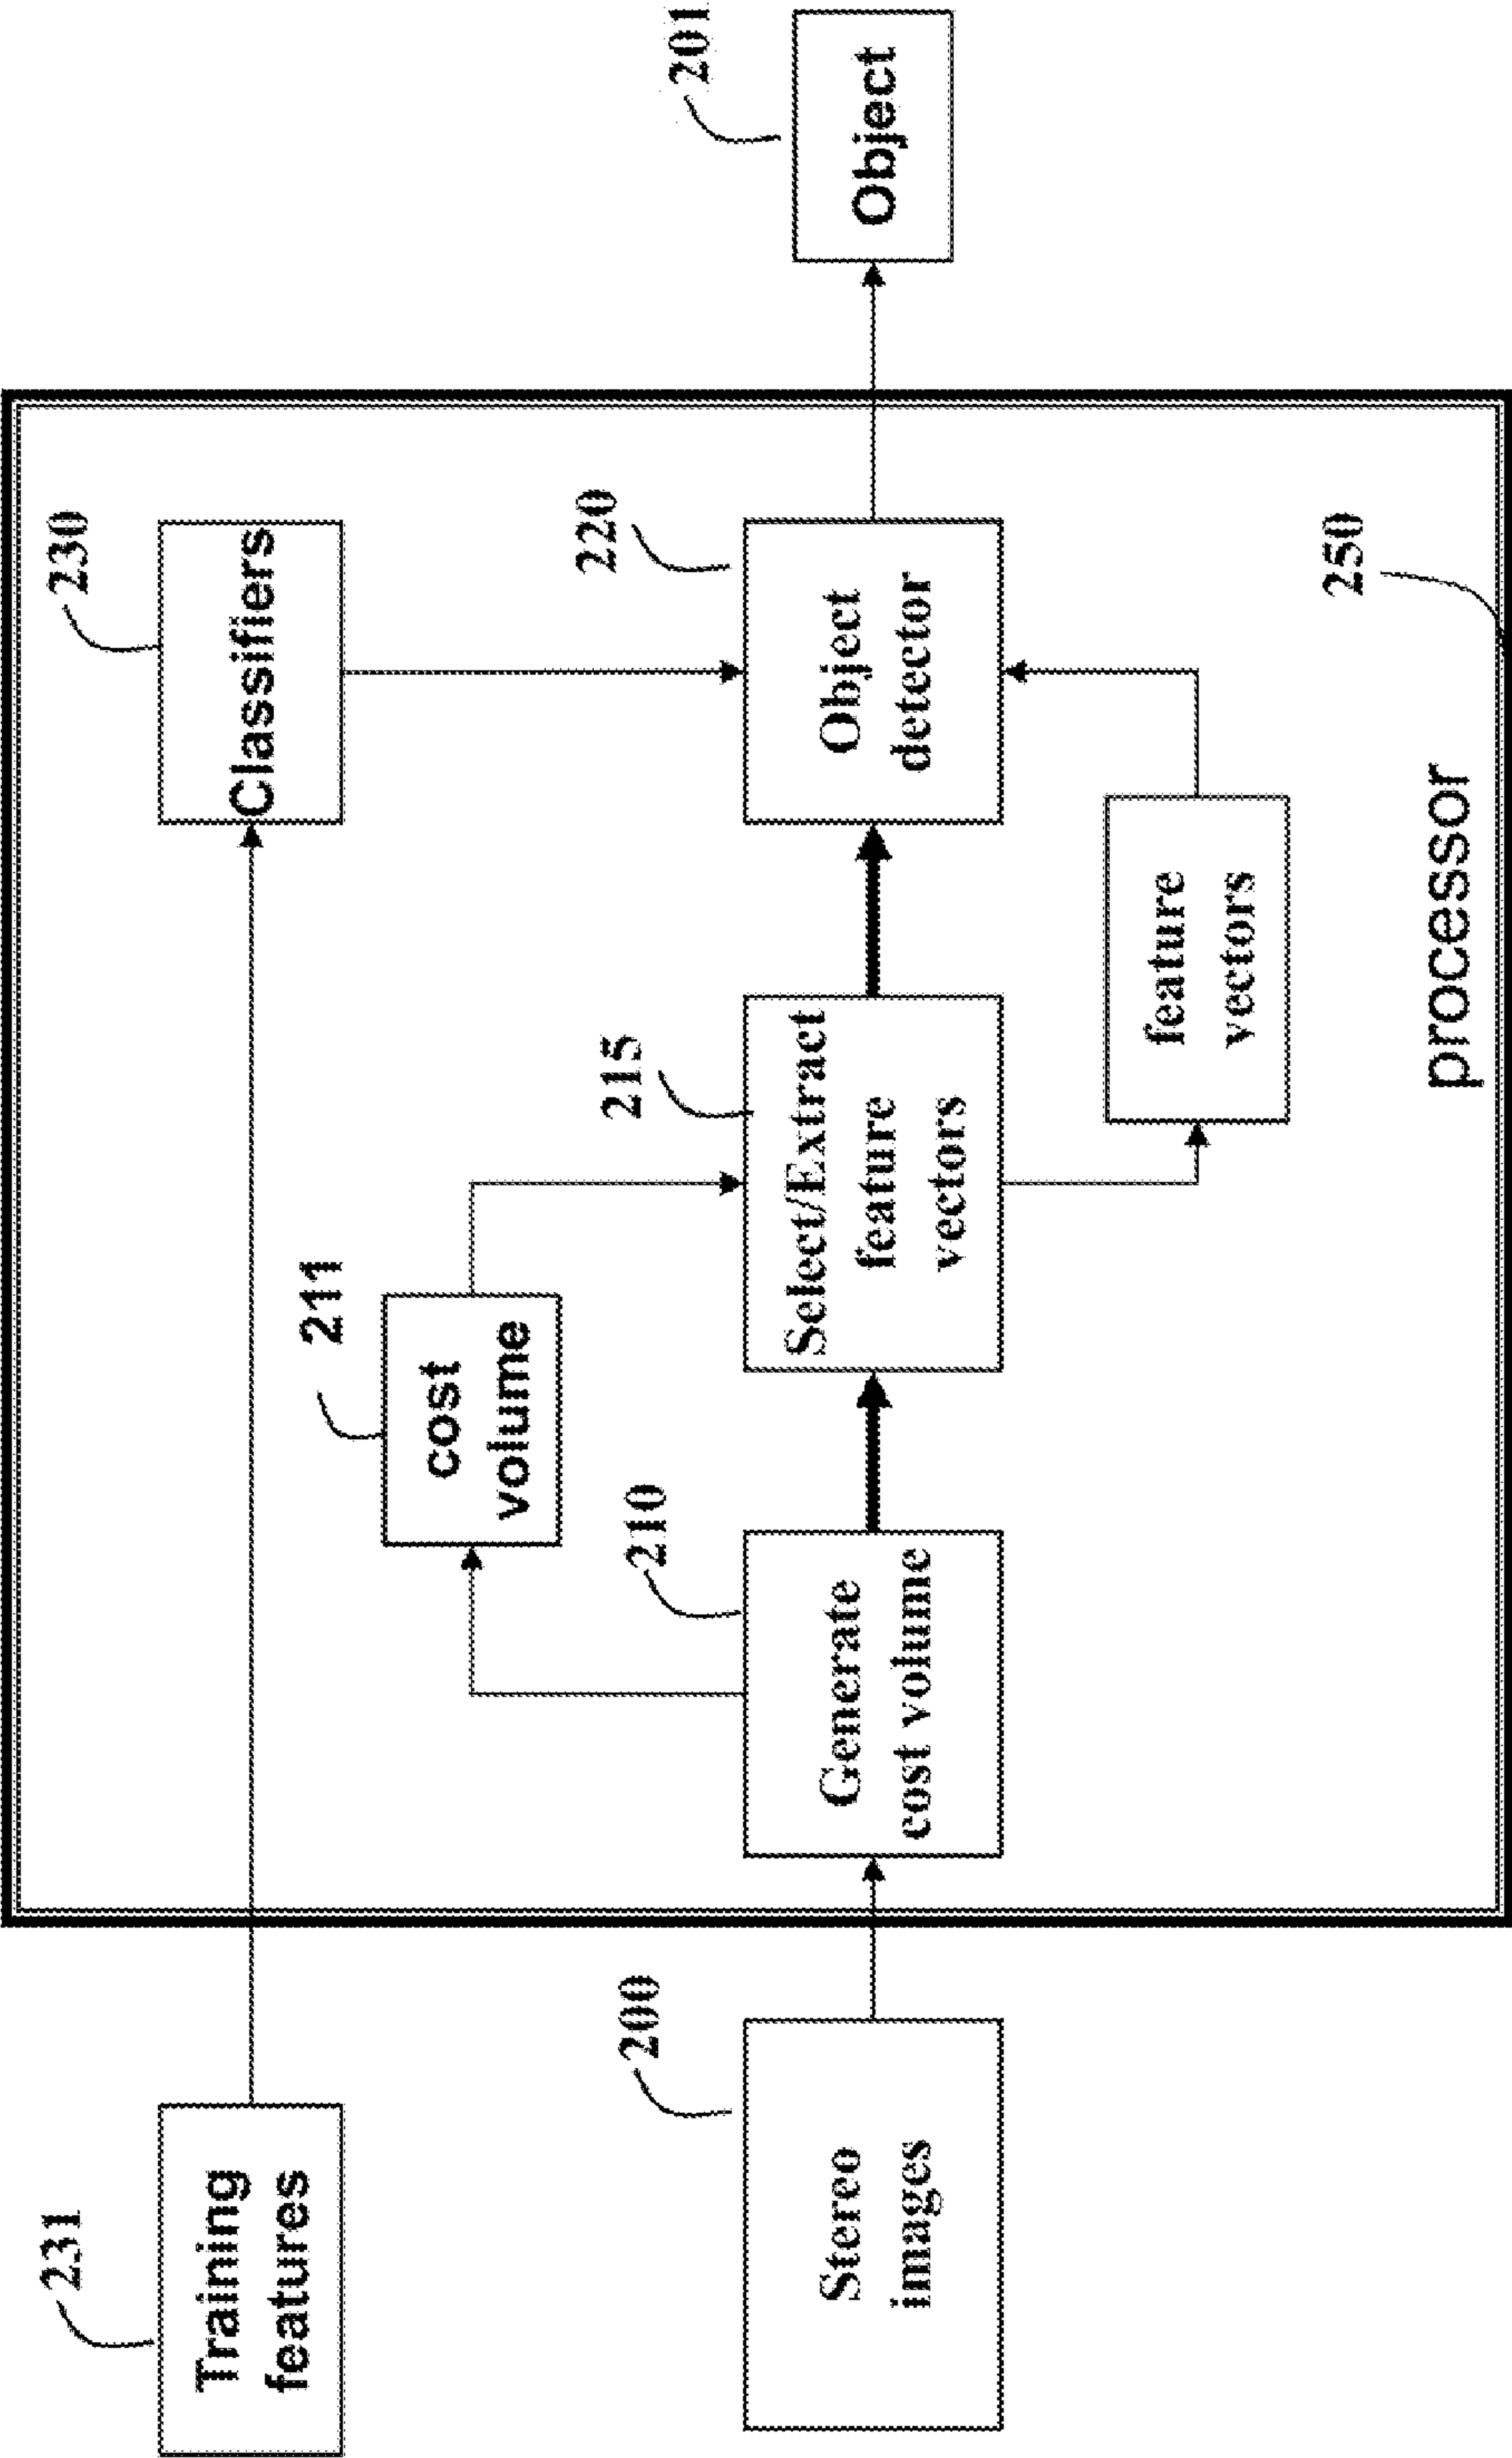 231
Training
features
230
Classifiers
211
cost
volume
200
Stereo
images
210
Generate
cost volume
215
Select/Extract
feature
vectors
220
Object
detector
201
Object
feature
vectors
processor
250